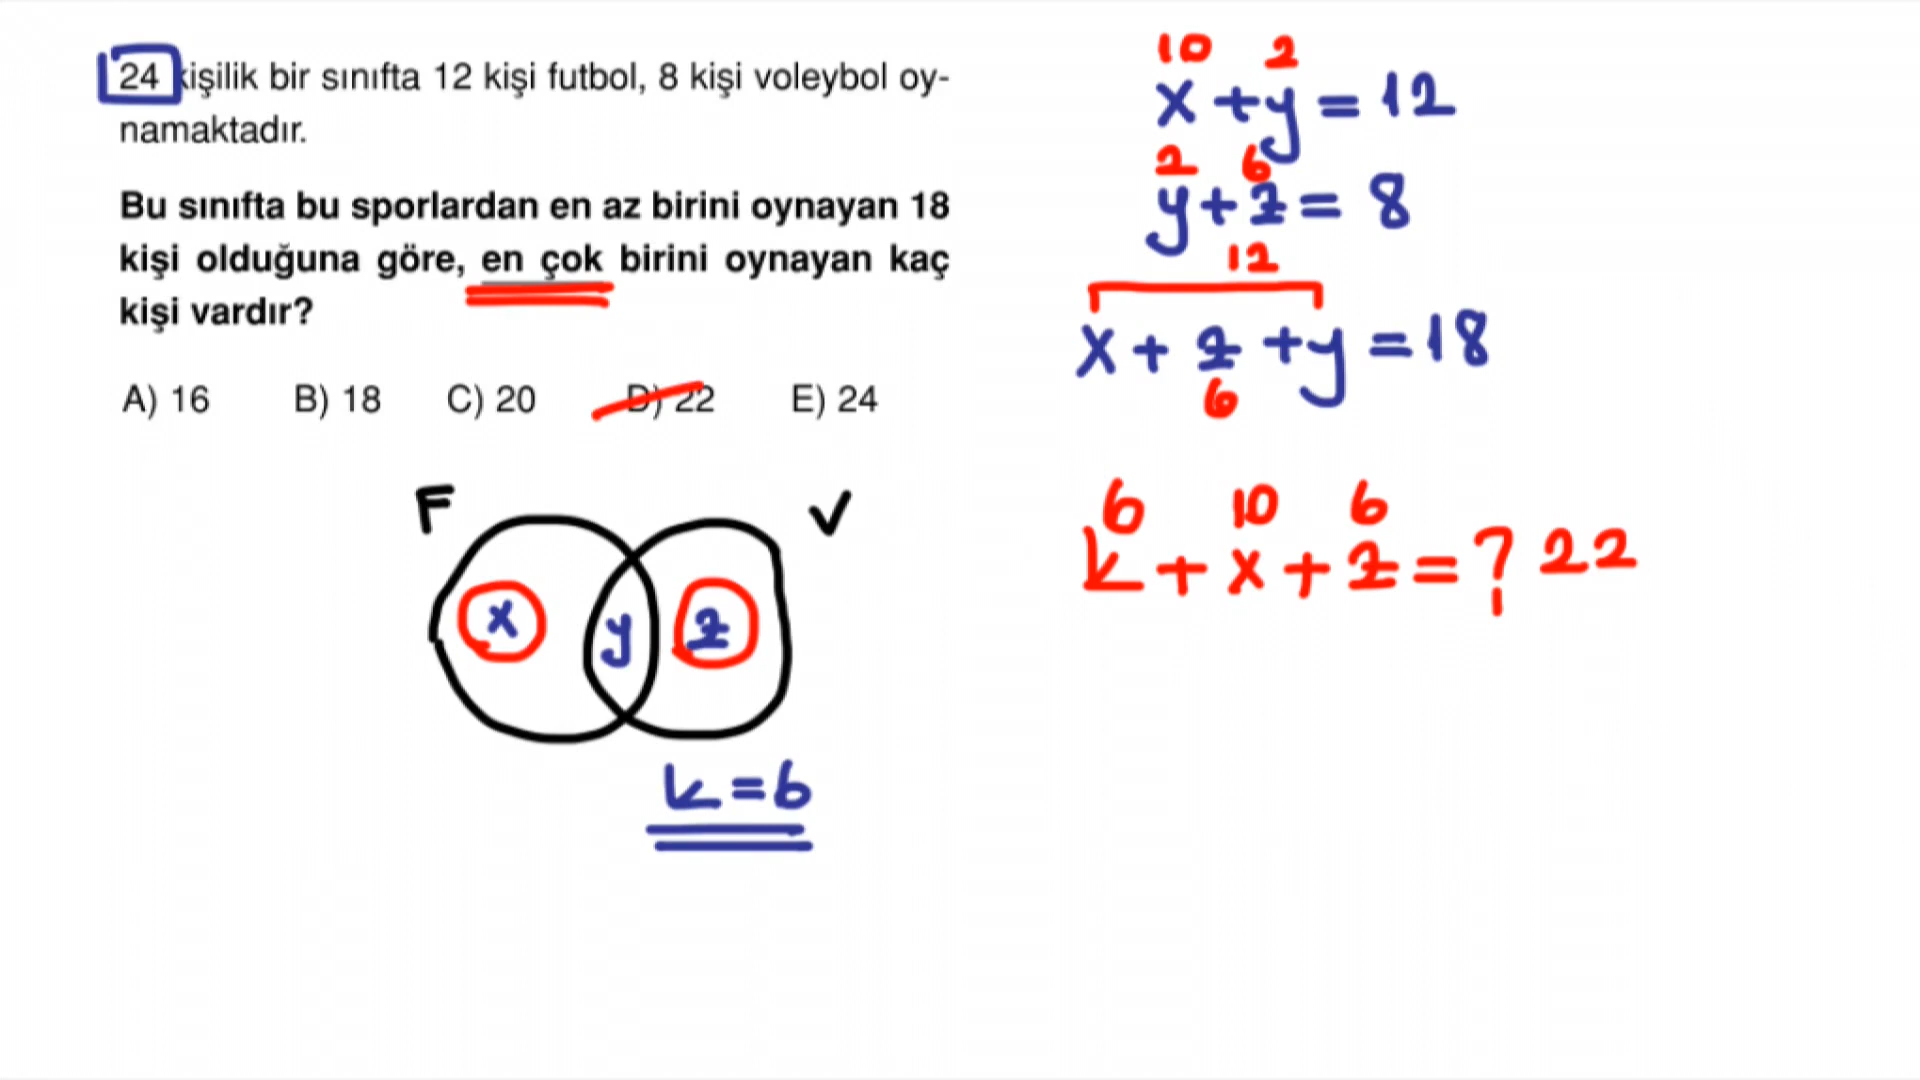 24 kişilik bir sınıfta 12 kişi futbol, 8 kişi voleybol oy-
namaktadır.
Bu sınıfta bu sporlardan en az birini oynayan 18
kişi olduğuna göre, en çok birini oynayan kaç
kişi vardır?
A) 16 B) 18 C) 20 D) 22 E) 24
F V
x y z
k = 6
10 2
x + y = 12
2 6
y + z = 8
12
x + z + y = 18
6
6 10 6
k + x + z = ? 22